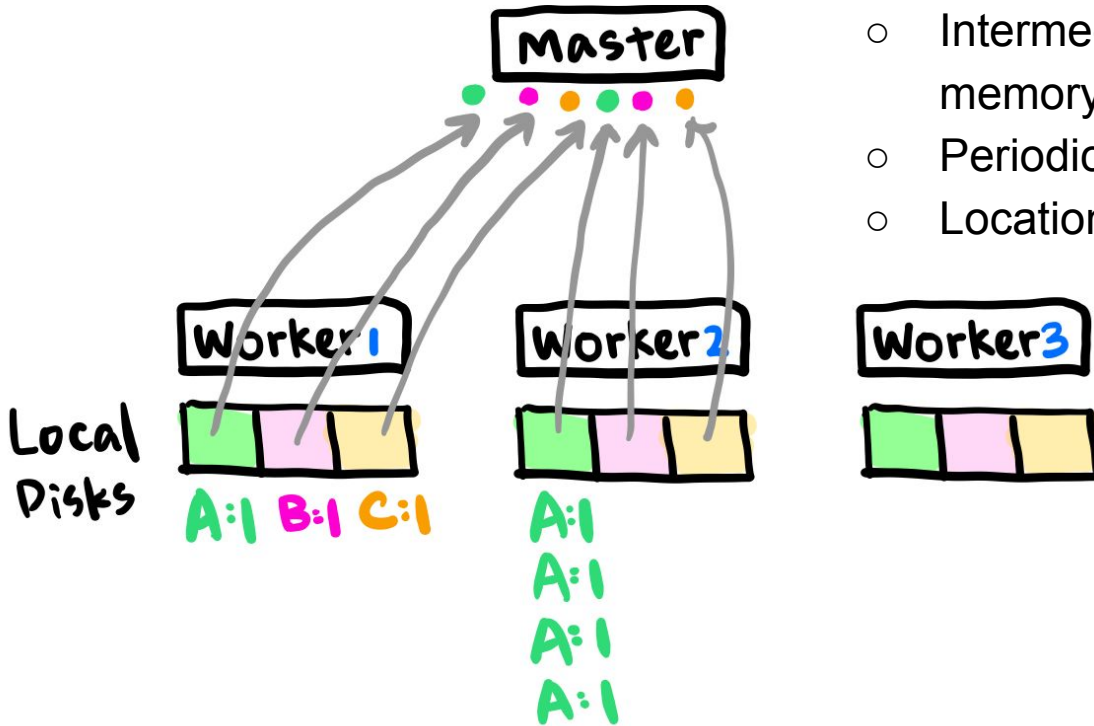 Master
○ Interme
memory
○ Periodic
○ Location
Worker1
Worker2
Worker3
Local
Disks
A:1 B:1 C:1
A:1
A:1
A:1
A:1